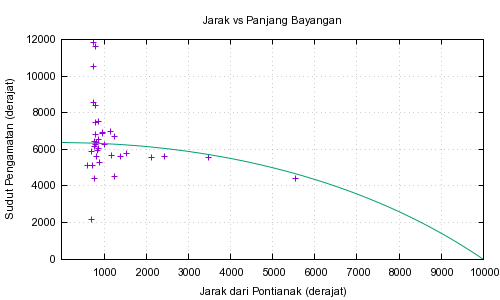 Jarak vs Panjang Bayangan
12000
10000
8000
6000
4000
2000
0
Sudut Pengamatan (derajat)
1000 2000 3000 4000 5000 6000 7000 8000 9000 10000
Jarak dari Pontianak (derajat)